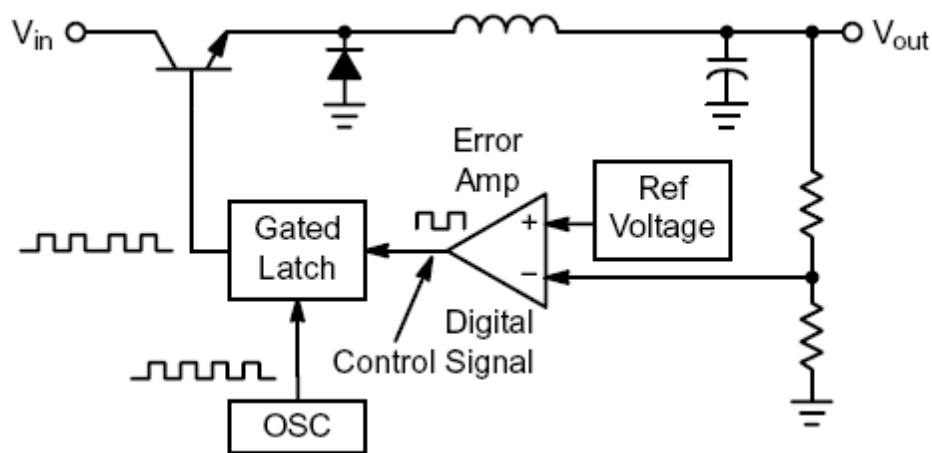 Vin
Vout
Error
Amp
Ref
Voltage
+
−
Gated
Latch
Digital
Control Signal
OSC